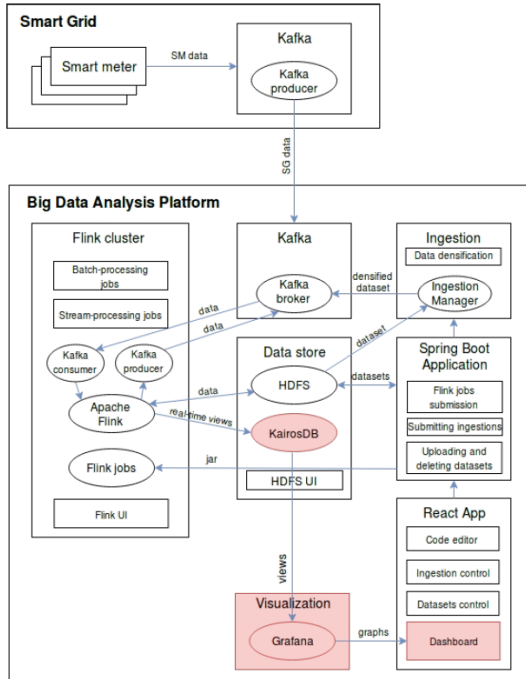 Smart Grid
Smart meter
SM data
Kafka
Kafka
producer
SG data
Big Data Analysis Platform
Flink cluster
Batch-processing
jobs
Stream-processing jobs
Kafka
consumer
Kafka
producer
Apache
Flink
Flink jobs
Flink UI
data
data
data
real-time views
jar
Kafka
Kafka
broker
densified
dataset
Data store
HDFS
KairosDB
HDFS UI
dataset
datasets
Ingestion
Data densification
Ingestion
Manager
Spring Boot
Application
Flink jobs
submission
Submitting ingestions
Uploading and
deleting datasets
views
Visualization
Grafana
graphs
React App
Code editor
Ingestion control
Datasets control
Dashboard